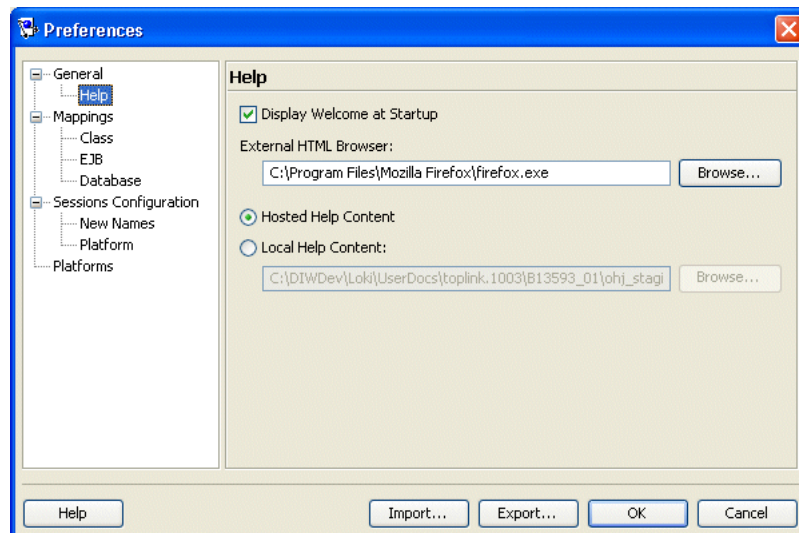 Preferences
General
Help
Mappings
Class
EJB
Database
Sessions Configuration
New Names
Platform
Platforms
Help
Display Welcome at Startup
External HTML Browser:
C:\Program Files\Mozilla Firefox\firefox.exe Browse...
Hosted Help Content
Local Help Content:
C:\DIWDev\Loki\UserDocs\toplink.1003\B13593_01\ohj_stagi Browse...
Help Import... Export... OK Cancel